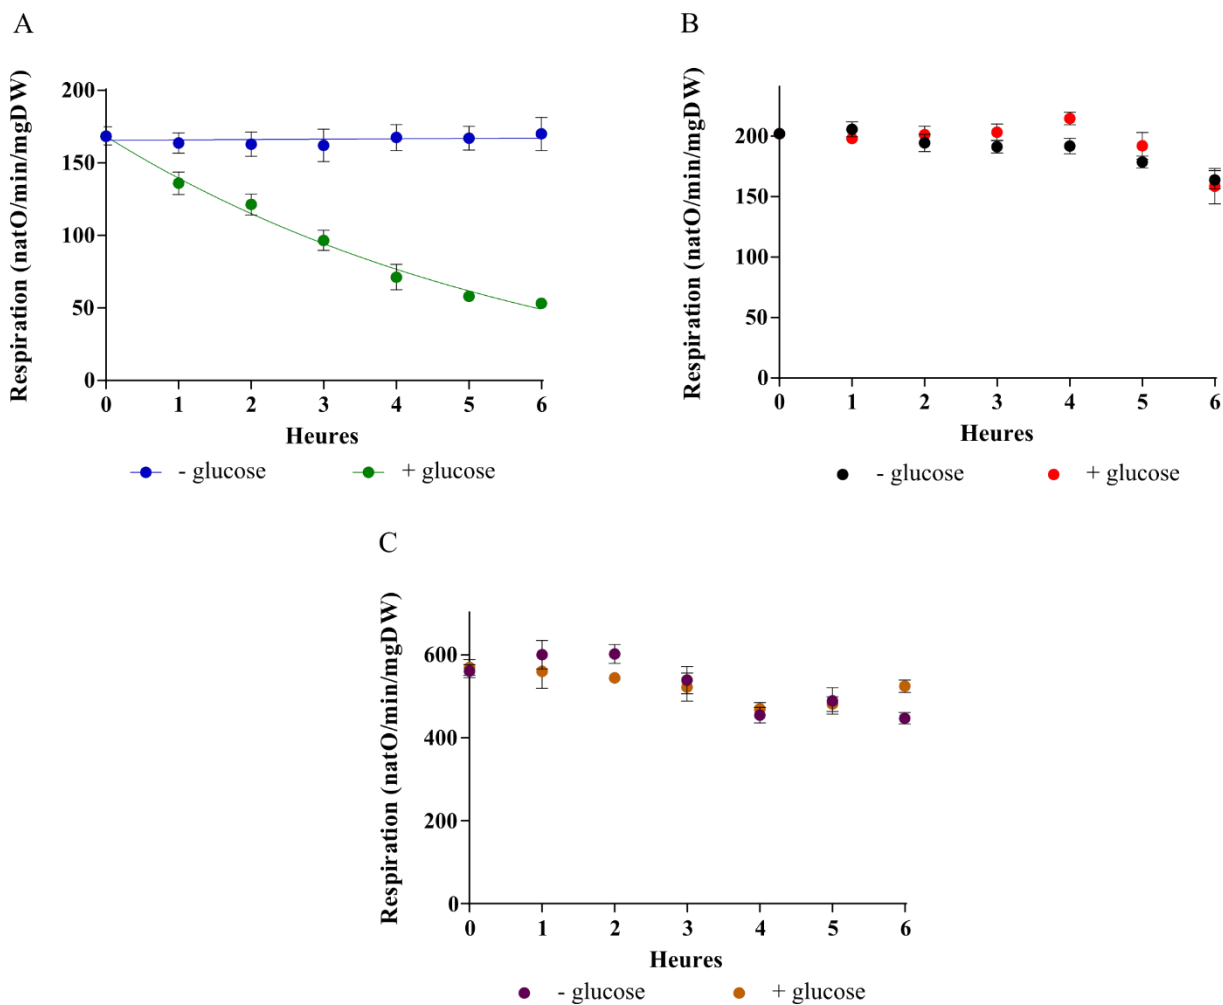 A
Respiration (natO/min/mgDW)
200
150
100
50
0
0 1 2 3 4 5 6
Heures
- glucose + glucose
B
Respiration (natO/min/mgDW)
200
150
100
50
0
0 1 2 3 4 5 6
Heures
- glucose + glucose
C
Respiration (natO/min/mgDW)
600
400
200
0
0 1 2 3 4 5 6
Heures
- glucose + glucose